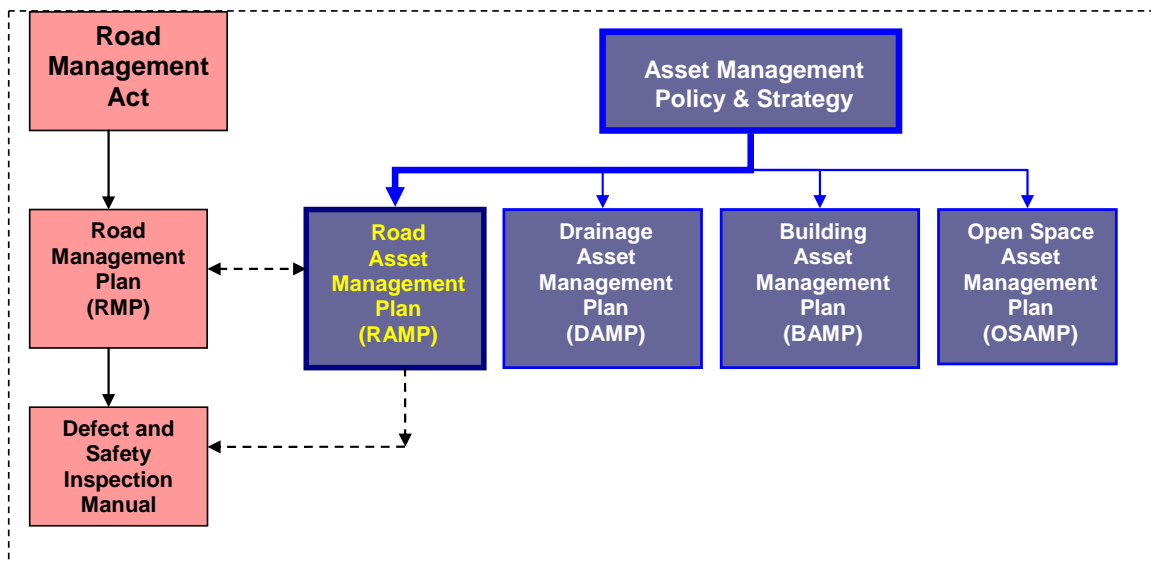 Road
Management
Act
Asset Management
Policy & Strategy
Road
Management
Plan
(RMP)
Road
Asset
Management
Plan
(RAMP)
Drainage
Asset
Management
Plan
(DAMP)
Building
Asset
Management
Plan
(BAMP)
Open Space
Asset
Management
Plan
(OSAMP)
Defect and
Safety
Inspection
Manual